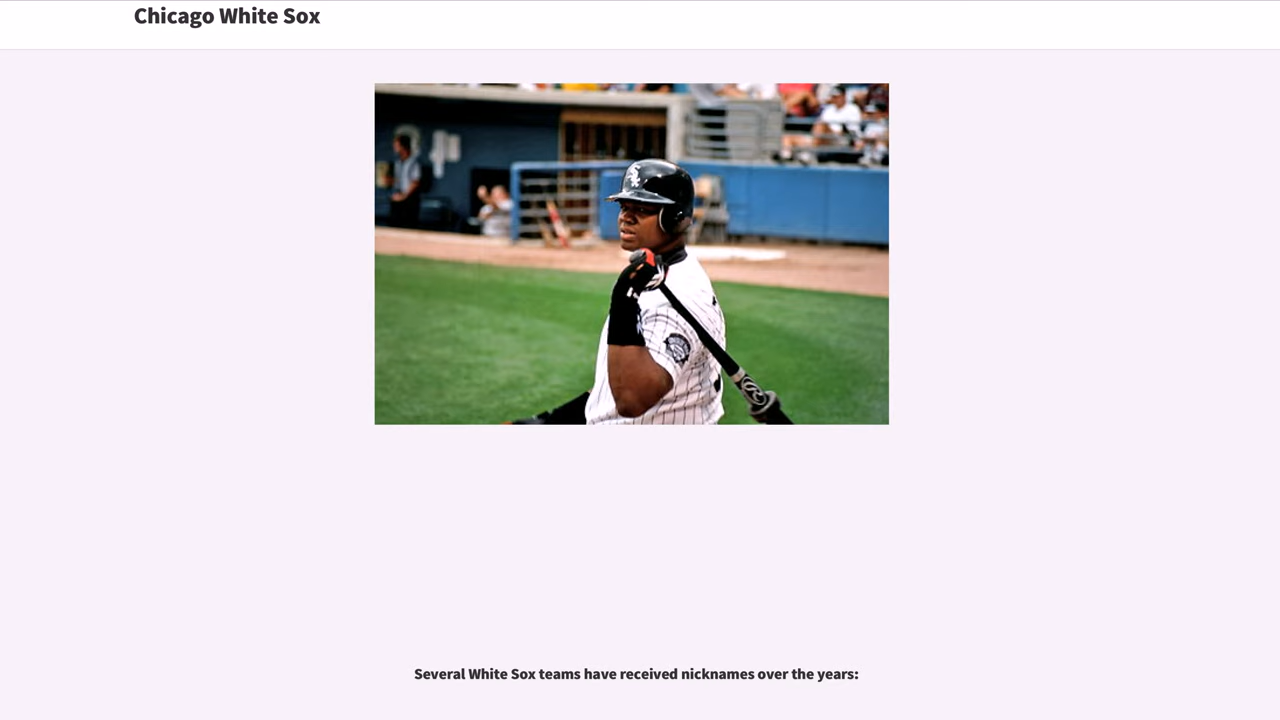 Chicago White Sox
Several White Sox teams have received nicknames over the years: